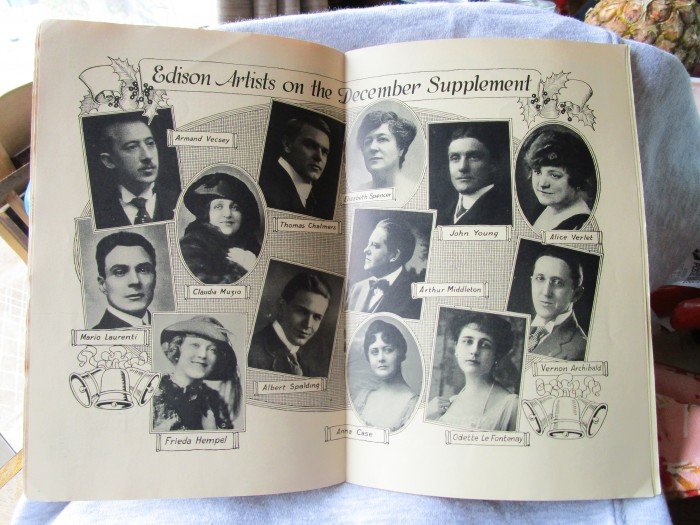 Edison Artists on the December Supplement
Armand Vecsey
Thomas Chalmers
Elizabeth Spencer
John Young
Alice Verlet
Claudia Muzio
Arthur Middleton
Mario Laurenti
Albert Spalding
Vernon Archibald
Frieda Hempel
Anna Case
Odette Le Fontenay